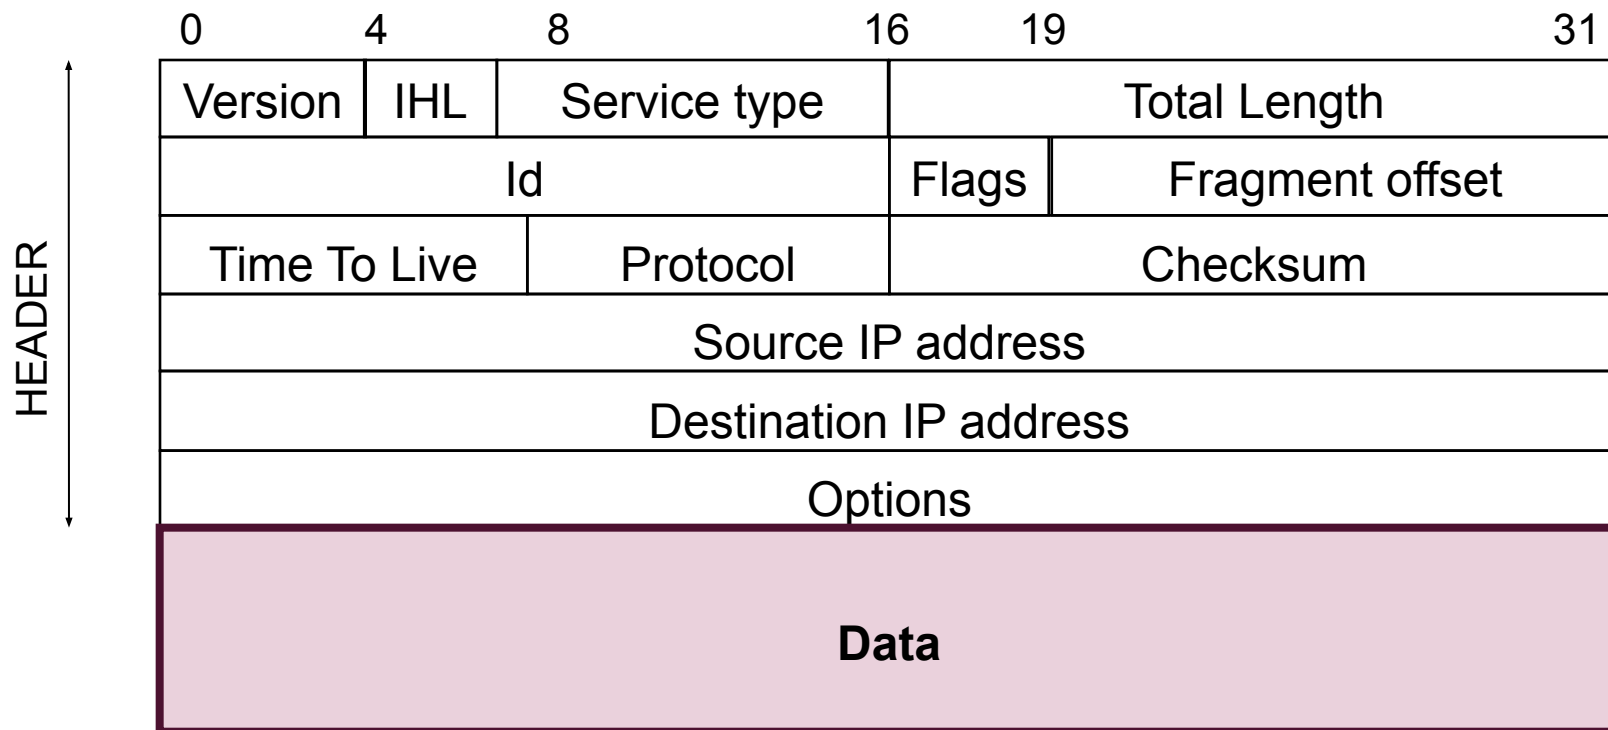 0 4 8 16 19 31
Version IHL Service type Total Length
Id Flags Fragment offset
Time To Live Protocol Checksum
Source IP address
Destination IP address
Options
Data
HEADER